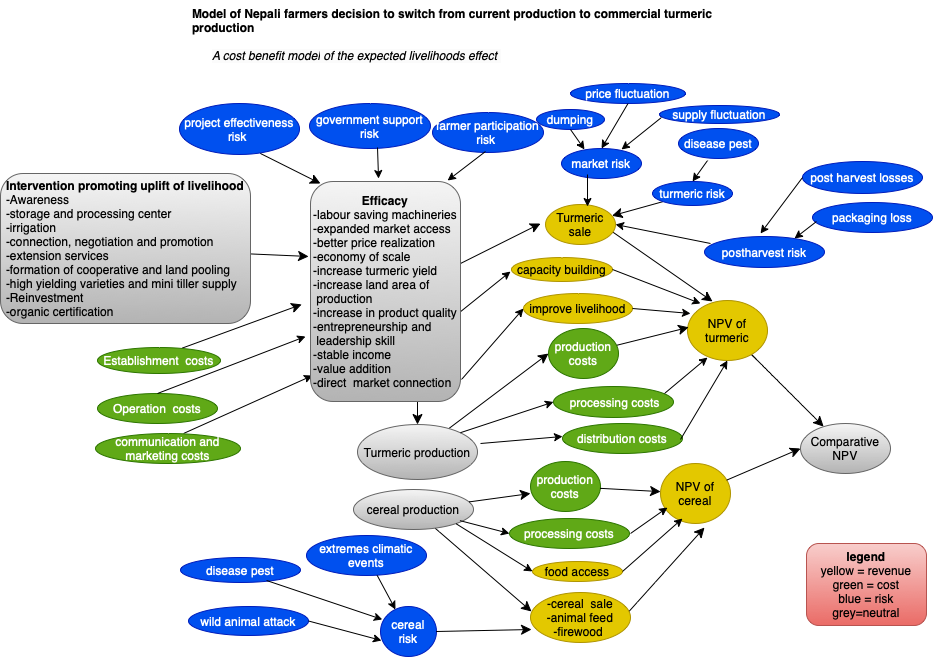 Model of Nepali farmers decision to switch from current production to commercial turmeric
production
A cost benefit model of the expected livelihoods effect
project effectiveness
risk
government support
risk
farmer participation
risk
dumping
price fluctuation
supply fluctuation
market risk
disease pest
turmeric risk
post harvest losses
packaging loss
postharvest risk
Intervention promoting uplift of livelihood
-Awareness
-storage and processing center
-irrigation
-connection, negotiation and promotion
-extension services
-formation of cooperative and land pooling
-high yielding varieties and mini tiller supply
-Reinvestment
-organic certification
Efficacy
-labour saving machineries
-expanded market access
-better price realization
-economy of scale
-increase turmeric yield
-increase land area of
production
-increase in product quality
-entrepreneurship and
leadership skill
-stable income
-value addition
-direct market connection
Turmeric
sale
capacity building
improve livelihood
production
costs
processing costs
distribution costs
NPV of
turmeric
Establishment costs
Operation costs
communication and
marketing costs
Turmeric production
Comparative
NPV
cereal production
production
costs
processing costs
food access
-cereal sale
-animal feed
-firewood
NPV of
cereal
extremes climatic
events
disease pest
wild animal attack
cereal
risk
legend
yellow = revenue
green = cost
blue = risk
grey=neutral